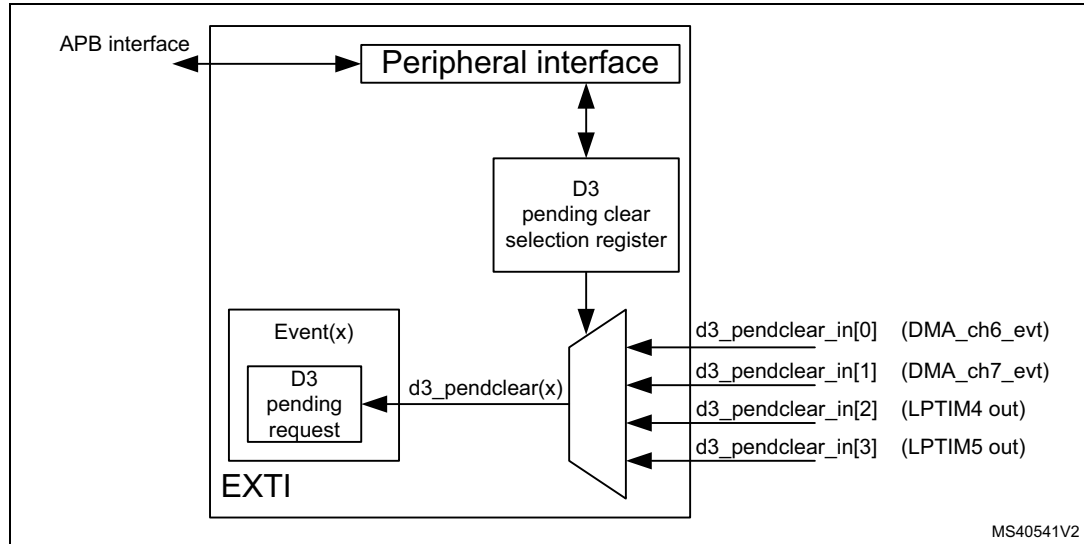 APB interface
Peripheral interface
D3
pending clear
selection register
Event(x)
D3
pending
request
d3_pendclear(x)
d3_pendclear_in[0] (DMA_ch6_evt)
d3_pendclear_in[1] (DMA_ch7_evt)
d3_pendclear_in[2] (LPTIM4 out)
d3_pendclear_in[3] (LPTIM5 out)
EXTI
MS40541V2